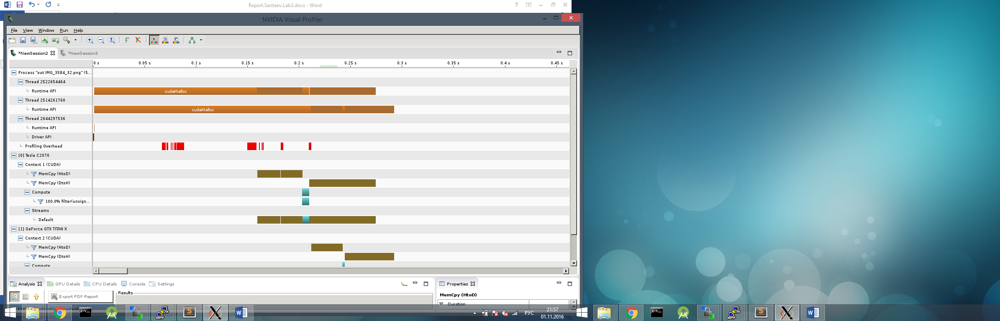 Report.Santaev.Lab3.docx - Word
NVIDIA Visual Profiler
File View Window Run Help
K S P
*NewSession2 *NewSession3
0 s 0.05 s 0.1 s 0.15 s 0.2 s 0.25 s 0.3 s 0.35 s 0.4 s 0.45 s
Process "out IMG_3584_32.png" (5...
Thread 2522654464
Runtime API cudaMalloc
Thread 2514261760
Runtime API cudaMalloc
Thread 2644297536
Runtime API
Driver API
Profiling Overhead
[0] Tesla C2070
Context 1 (CUDA)
MemCpy (HtoD)
MemCpy (DtoH)
Compute
100.0% filter(unsign...
Streams
Default
[1] GeForce GTX TITAN X
Context 2 (CUDA)
MemCpy (HtoD)
MemCpy (DtoH)
Compute
Analysis GPU Details CPU Details Console Settings Properties
Export PDF Report
Results
MemCpy (HtoD)
Duration
РУС
21:57
01.11.2016